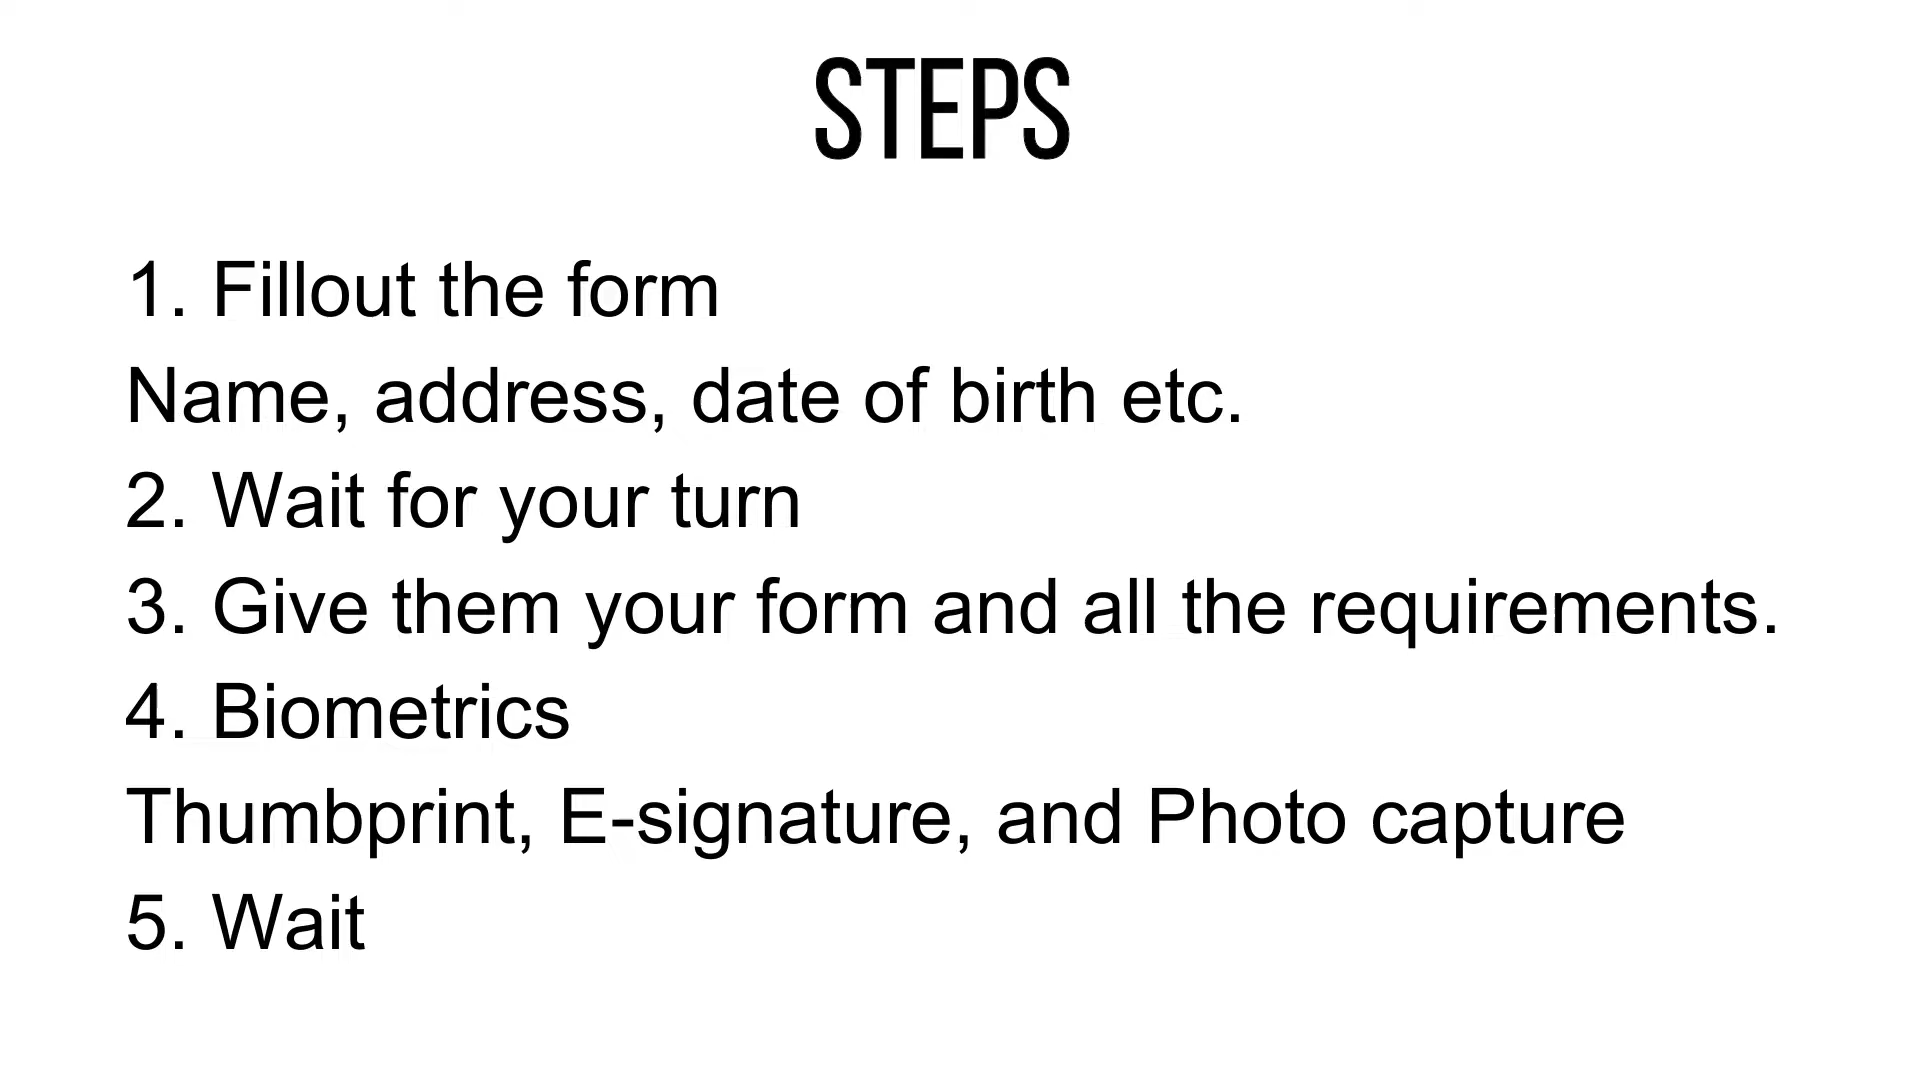 STEPS
1. Fillout the form
Name, address, date of birth etc.
2. Wait for your turn
3. Give them your form and all the requirements.
4. Biometrics
Thumbprint, E-signature, and Photo capture
5. Wait